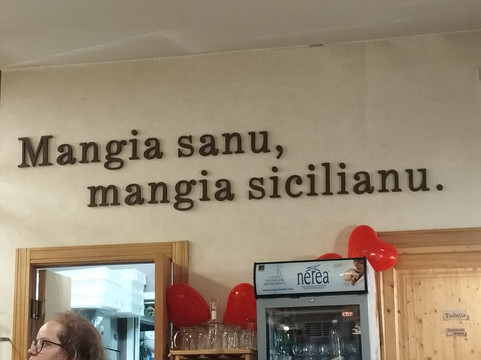 Mangia sanu,
mangia sicilianu.
nerea
Toilette